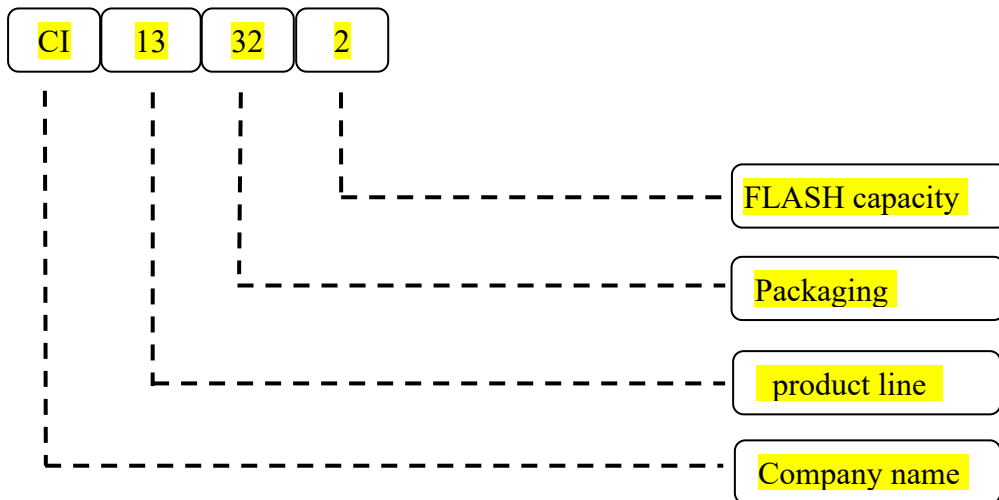 CI 13 32 2
FLASH capacity
Packaging
product line
Company name